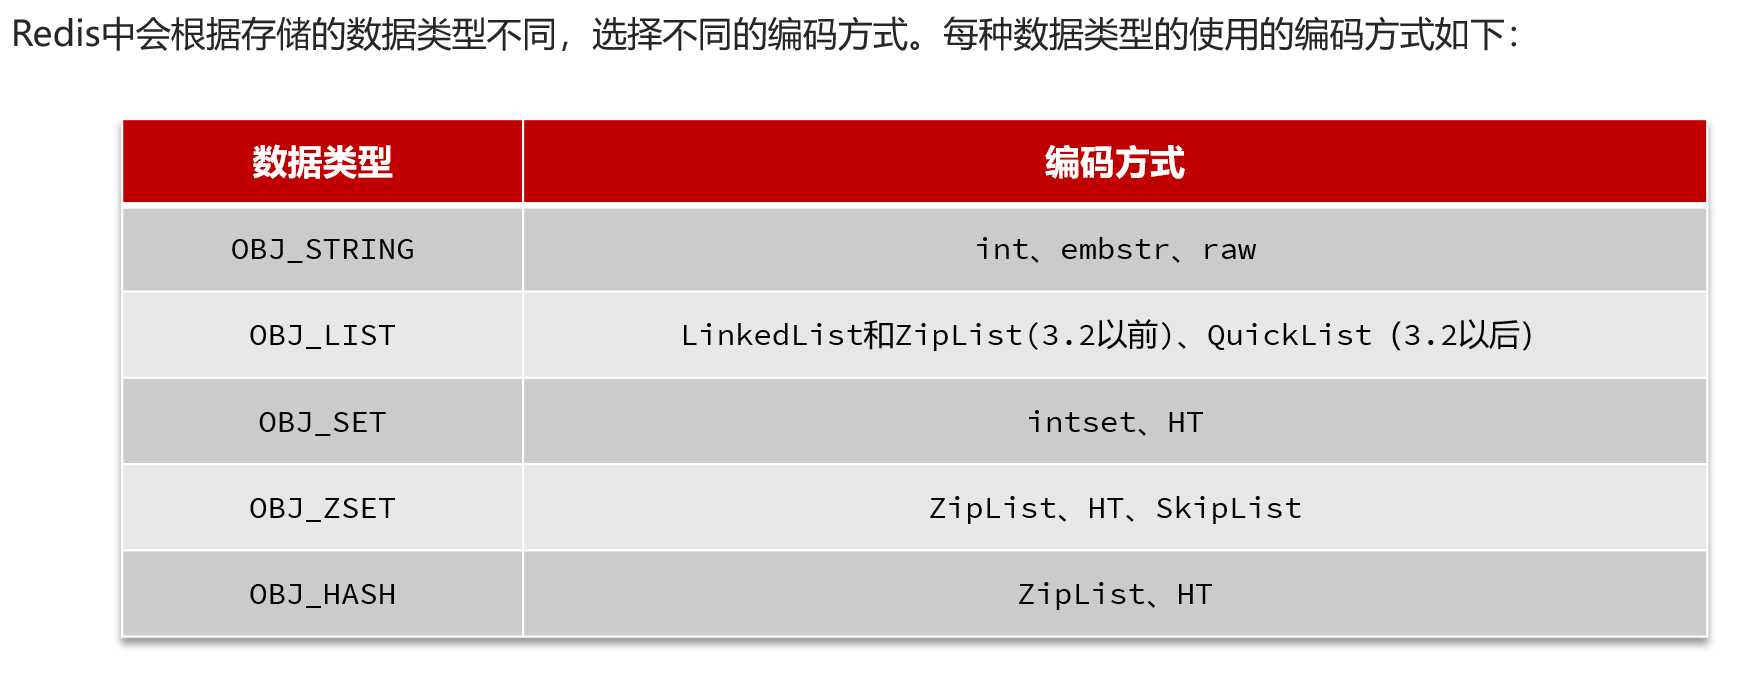 Redis中会根据存储的数据类型不同，选择不同的编码方式。每种数据类型的使用的编码方式如下：
数据类型 编码方式
OBJ_STRING int、embstr、raw
OBJ_LIST LinkedList和ZipList(3.2以前)、QuickList（3.2以后）
OBJ_SET intset、HT
OBJ_ZSET ZipList、HT、SkipList
OBJ_HASH ZipList、HT